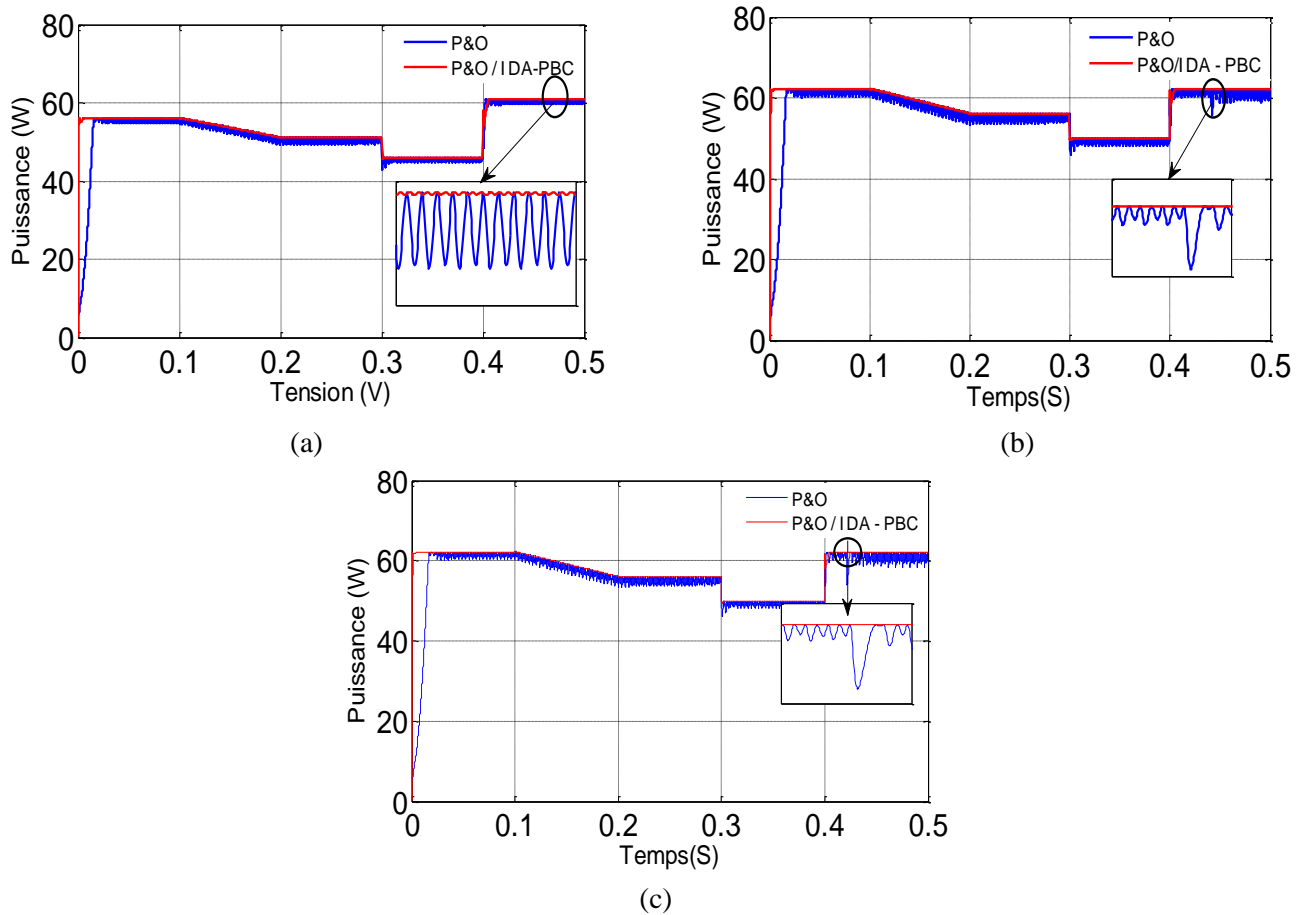 80
60
40
20
0
Puissance (W)
P&O
P&O / IDA-PBC
0 0.1 0.2 0.3 0.4 0.5
Tension (V)
(a)
80
60
40
20
0
Puissance (W)
P&O
P&O/IDA - PBC
0 0.1 0.2 0.3 0.4 0.5
Temps(S)
(b)
80
60
40
20
0
Puissance (W)
P&O
P&O / IDA - PBC
0 0.1 0.2 0.3 0.4 0.5
Temps(S)
(c)